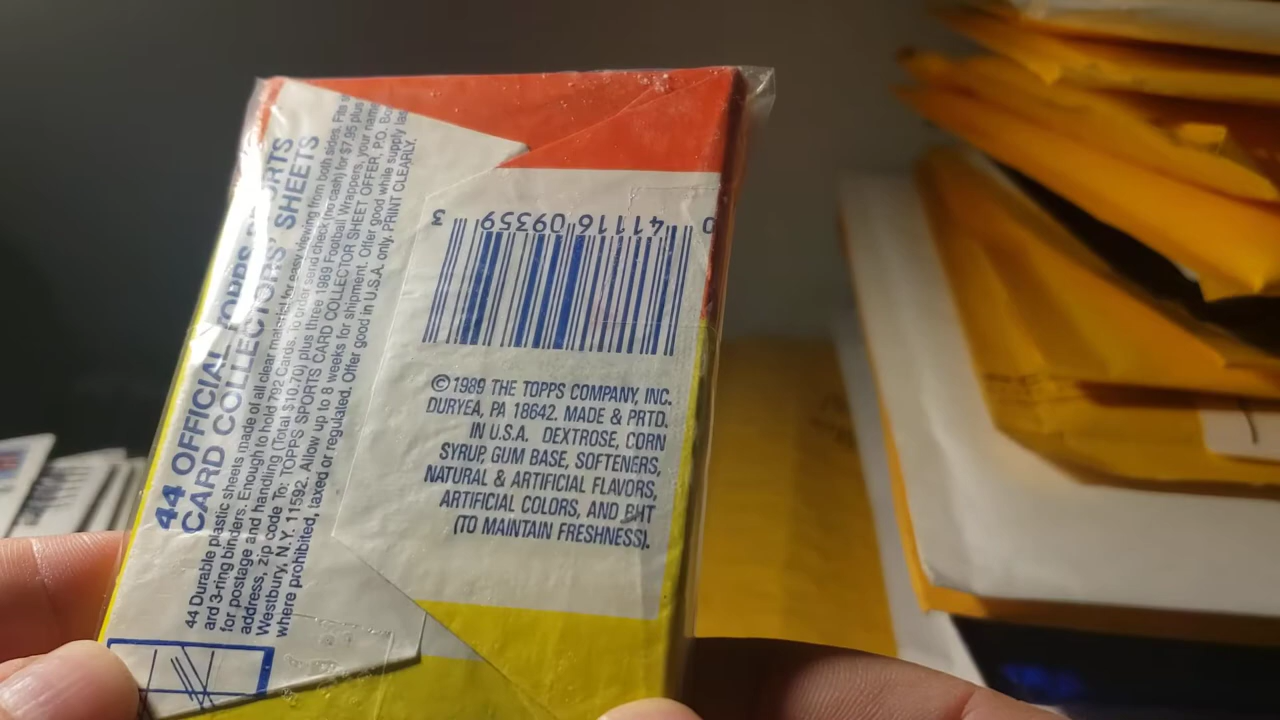 44 OFFICIAL TOPPS SPORTS
CARD COLLECTORS' SHEETS
44 Durable plastic sheets made of all clear material for easy viewing from both sides. Fits
ard 3-ring binders. Enough to hold 792 Cards. To order send check (no cash) for $7.95 plus
for postage and handling (Total $10.70) plus three 1989 Football Wrappers, your name
address, zip code To: TOPPS SPORTS CARD COLLECTOR SHEET OFFER, P.O. Bo
Westbury, N.Y. 11592. Allow up to 8 weeks for shipment. Offer good while supply las
where prohibited, taxed or regulated. Offer good in U.S.A. only. PRINT CLEARLY.
0 41116 09359 3
©1989 THE TOPPS COMPANY, INC.
DURYEA, PA 18642. MADE & PRTD.
IN U.S.A. DEXTROSE, CORN
SYRUP, GUM BASE, SOFTENERS,
NATURAL & ARTIFICIAL FLAVORS,
ARTIFICIAL COLORS, AND BHT
(TO MAINTAIN FRESHNESS).